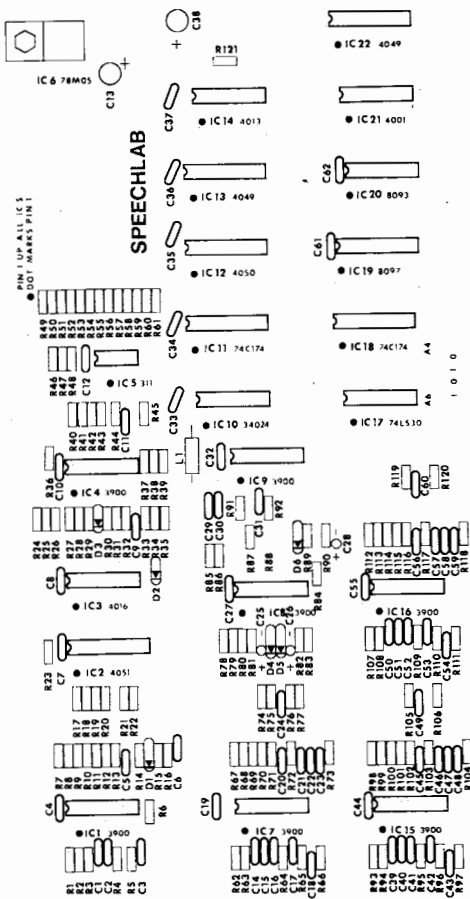 C38
IC22 4049
R121
IC6 78M05
C13
C37
IC14 4013
IC21 4001
SPEECHLAB
C36
IC13 4049
C62
IC20 8093
PIN 1 UP ALL IC'S
DOT MARKS PIN 1
C35
IC12 4050
C61
IC19 8097
R49
R50
R51
R52
R53
R54
R55
R56
R57
R58
R59
R60
R61
C34
IC11 74C174
IC18 74C174
A4
R46
R47
R48
C12
IC5 311
1 0 1 0
C33
IC10 34024
IC17 74LS30
A6
R40
R41
R42
R43
R44
C11
R45
L1
R36
C10
IC4 3900
R37
R38
R39
C32
IC9 3900
R119
C60
R120
R24
R25
R26
R27
R28
R29
D3
R30
R31
R32
C9
R33
R34
R35
C29
C30
R91
C31
R92
C8
IC3 4016
D2
R85
R86
R87
R88
D6
R89
R90
C28
R112
R113
R114
R115
R116
C56
R117
C57
C58
C59
R118
C27
IC8 3900
R84
C55
IC16 3900
R23
C7
IC2 4051
R78
R79
R80
R81
C25
+
D4
D5
+
C26
R82
R83
R107
R108
C50
C51
C52
R109
C53
R110
C54
R111
R17
R18
R19
R20
R21
R22
R74
R75
C24
R76
R77
R105
C49
R106
R7
R8
R9
R10
R11
R12
R13
C5
R14
D1
R15
R16
C6
R67
R68
R69
R70
R71
C20
R72
C21
C22
C23
R73
R98
R99
R100
R101
R102
C45
R103
C46
C47
C48
R104
C4
IC1 3900
R6
C19
IC7 3900
C44
IC15 3900
R1
R2
R3
C1
C2
R4
R5
C3
R62
R63
C14
C15
C16
R64
C17
R65
C18
R66
R93
R94
C39
C40
C41
R95
C42
R96
C43
R97